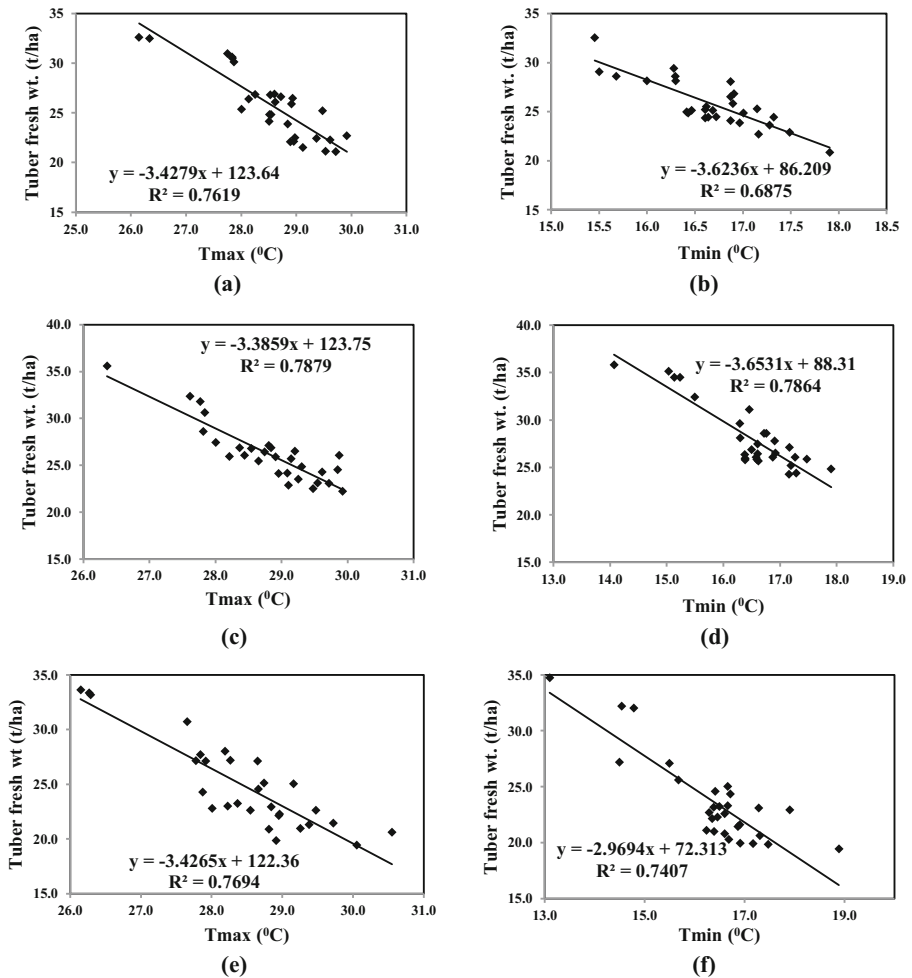 35
30
25
20
15
Tuber fresh wt. (t/ha)
y = -3.4279x + 123.64
R² = 0.7619
25.0 26.0 27.0 28.0 29.0 30.0 31.0
Tmax (⁰C)
(a)
35
30
25
20
15
Tuber fresh wt. (t/ha)
y = -3.6236x + 86.209
R² = 0.6875
15.5 16.0 16.5 17.0 17.5 18.0 18.5
Tmin (⁰C)
(b)
40.0
35.0
30.0
25.0
20.0
15.0
Tuber fresh wt. (t/ha)
y = -3.3859x + 123.75
R² = 0.7879
26.0 27.0 28.0 29.0 30.0 31.0
Tmax (⁰C)
(c)
40.0
35.0
30.0
25.0
20.0
15.0
Tuber fresh wt. (t/ha)
y = -3.6531x + 88.31
R² = 0.7864
13.0 14.0 15.0 16.0 17.0 18.0 19.0
Tmin (⁰C)
(d)
35.0
30.0
25.0
20.0
15.0
Tuber fresh wt (t/ha)
y = -3.4265x + 122.36
R² = 0.7694
26.0 27.0 28.0 29.0 30.0 31.0
Tmax (⁰C)
(e)
35.0
30.0
25.0
20.0
15.0
Tuber fresh wt. (t/ha)
y = -2.9694x + 72.313
R² = 0.7407
13.0 15.0 17.0 19.0
Tmin (⁰C)
(f)